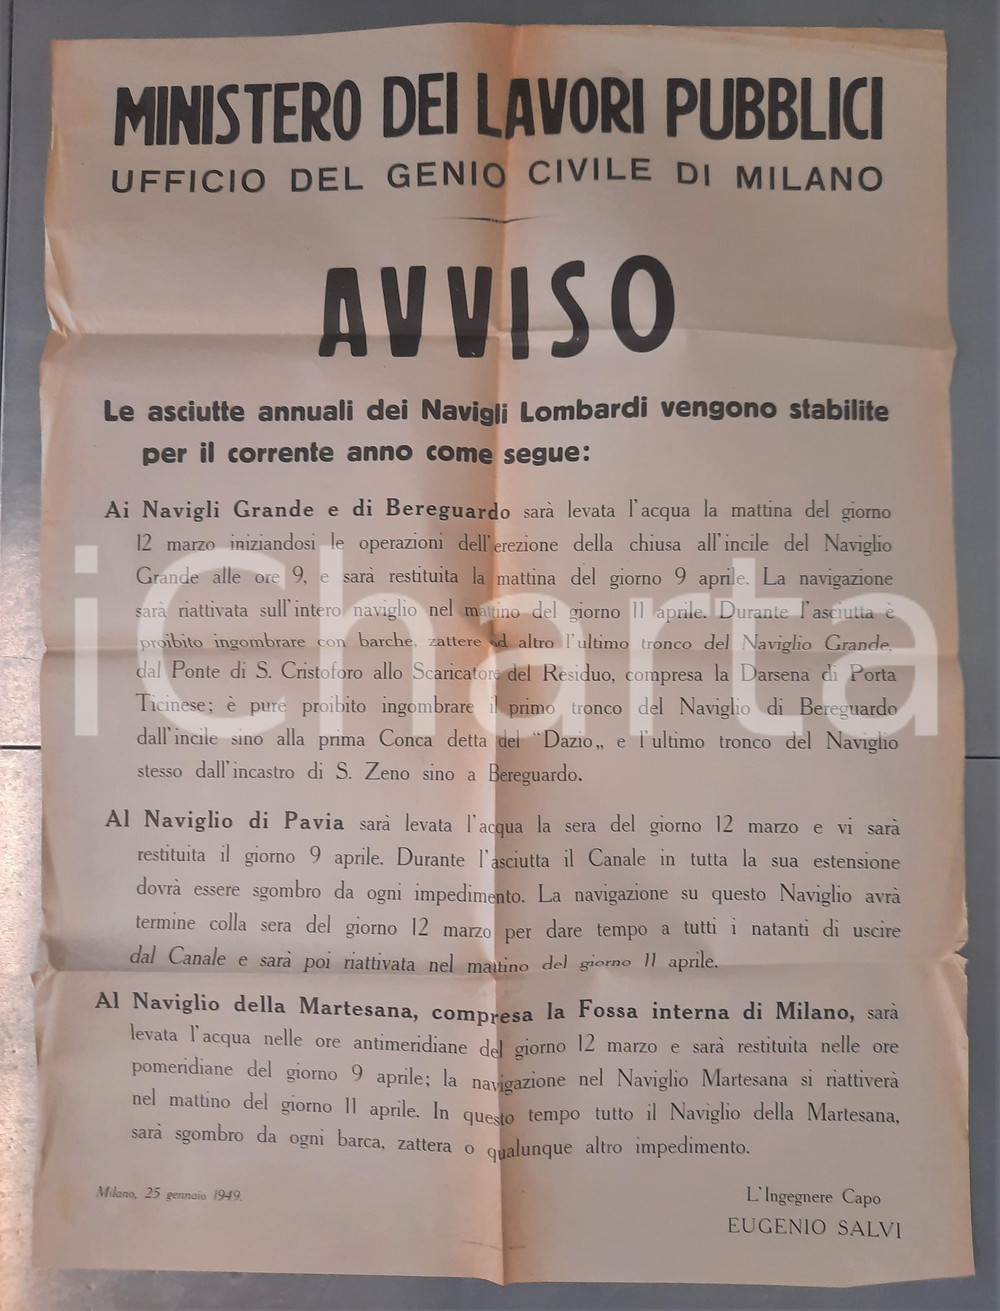 MINISTERO DEI LAVORI PUBBLICI
UFFICIO DEL GENIO CIVILE DI MILANO
AVVISO
Le asciutte annuali dei Navigli Lombardi vengono stabilite
per il corrente anno come segue:
Ai Navigli Grande e di Bereguardo sarà levata l'acqua la mattina del giorno
12 marzo iniziandosi le operazioni dell'erezione della chiusa all'incile del Naviglio
Grande alle ore 9, e sarà restituita la mattina del giorno 9 aprile. La navigazione
sarà riattivata sull'intero naviglio nel mattino del giorno 11 aprile. Durante l'asciutta è
proibito ingombrare con barche, zattere ed altro l'ultimo tronco del Naviglio Grande,
dal Ponte di S. Cristoforo allo Scaricatore del Residuo, compresa la Darsena di Porta
Ticinese; è pure proibito ingombrare il primo tronco del Naviglio di Bereguardo
dall'incile sino alla prima Conca detta del "Dazio„ e l'ultimo tronco del Naviglio
stesso dall'incastro di S. Zeno sino a Bereguardo.
Al Naviglio di Pavia sarà levata l'acqua la sera del giorno 12 marzo e vi sarà
restituita il giorno 9 aprile. Durante l'asciutta il Canale in tutta la sua estensione
dovrà essere sgombro da ogni impedimento. La navigazione su questo Naviglio avrà
termine colla sera del giorno 12 marzo per dare tempo a tutti i natanti di uscire
dal Canale e sarà poi riattivata nel mattino del giorno 11 aprile.
Al Naviglio della Martesana, compresa la Fossa interna di Milano, sarà
levata l'acqua nelle ore antimeridiane del giorno 12 marzo e sarà restituita nelle ore
pomeridiane del giorno 9 aprile; la navigazione nel Naviglio Martesana si riattiverà
nel mattino del giorno 11 aprile. In questo tempo tutto il Naviglio della Martesana,
sarà sgombro da ogni barca, zattera o qualunque altro impedimento.
Milano, 25 gennaio 1949.
L'Ingegnere Capo
EUGENIO SALVI
iCharta